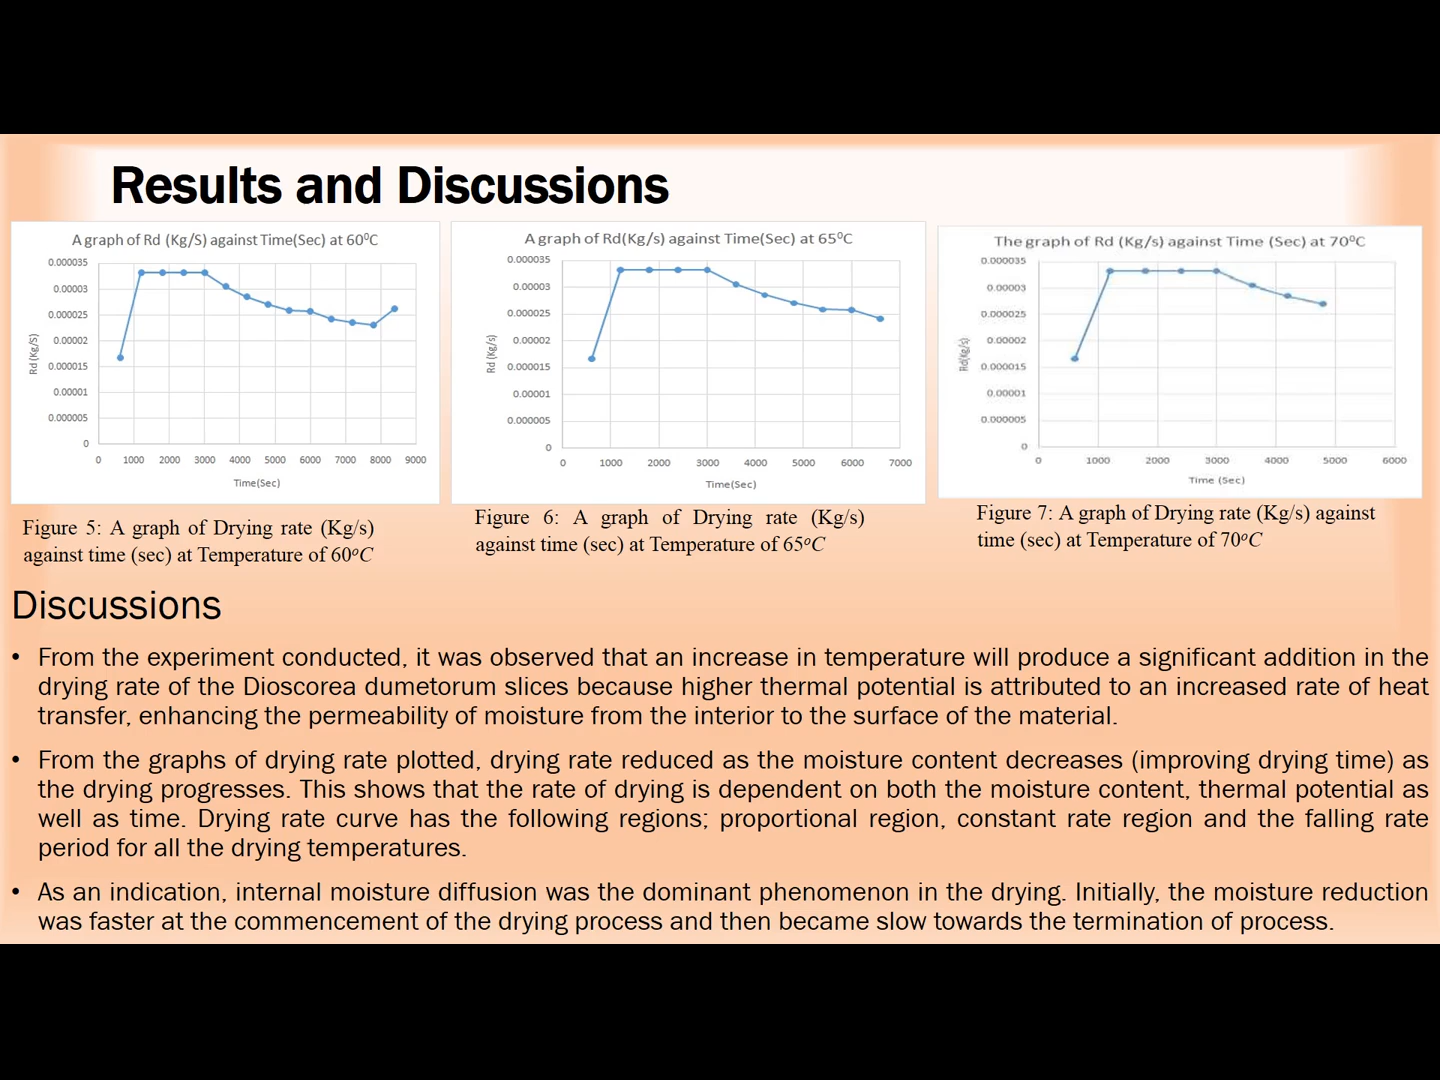 Results and Discussions
A graph of Rd (Kg/S) against Time(Sec) at 60⁰C
0.000035
0.00003
0.000025
0.00002
0.000015
0.00001
0.000005
0
Rd (Kg/S)
0 1000 2000 3000 4000 5000 6000 7000 8000 9000
Time(Sec)
A graph of Rd(Kg/s) against Time(Sec) at 65⁰C
0.000035
0.00003
0.000025
0.00002
0.000015
0.00001
0.000005
0
Rd (Kg/s)
0 1000 2000 3000 4000 5000 6000 7000
Time(Sec)
The graph of Rd (Kg/s) against Time (Sec) at 70⁰C
0.000035
0.00003
0.000025
0.00002
0.000015
0.00001
0.000005
0
Rd(Kg/s)
0 1000 2000 3000 4000 5000 6000
Time (Sec)
Figure 5: A graph of Drying rate (Kg/s)
against time (sec) at Temperature of 60ᵒC
Figure 6: A graph of Drying rate (Kg/s)
against time (sec) at Temperature of 65ᵒC
Figure 7: A graph of Drying rate (Kg/s) against
time (sec) at Temperature of 70ᵒC
Discussions
• From the experiment conducted, it was observed that an increase in temperature will produce a significant addition in the
drying rate of the Dioscorea dumetorum slices because higher thermal potential is attributed to an increased rate of heat
transfer, enhancing the permeability of moisture from the interior to the surface of the material.
• From the graphs of drying rate plotted, drying rate reduced as the moisture content decreases (improving drying time) as
the drying progresses. This shows that the rate of drying is dependent on both the moisture content, thermal potential as
well as time. Drying rate curve has the following regions; proportional region, constant rate region and the falling rate
period for all the drying temperatures.
• As an indication, internal moisture diffusion was the dominant phenomenon in the drying. Initially, the moisture reduction
was faster at the commencement of the drying process and then became slow towards the termination of process.